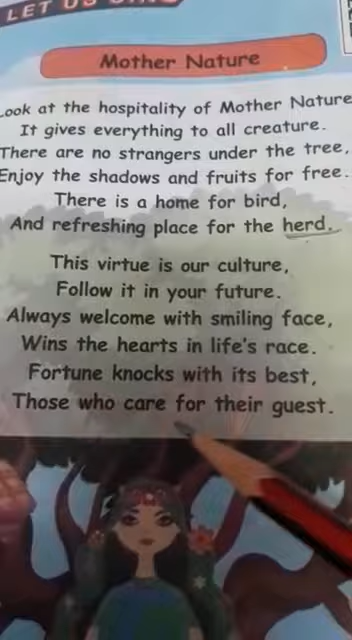 LET US
Mother Nature
Look at the hospitality of Mother Nature
It gives everything to all creature.
There are no strangers under the tree,
Enjoy the shadows and fruits for free.
There is a home for bird,
And refreshing place for the herd.
This virtue is our culture,
Follow it in your future.
Always welcome with smiling face,
Wins the hearts in life's race.
Fortune knocks with its best,
Those who care for their guest.